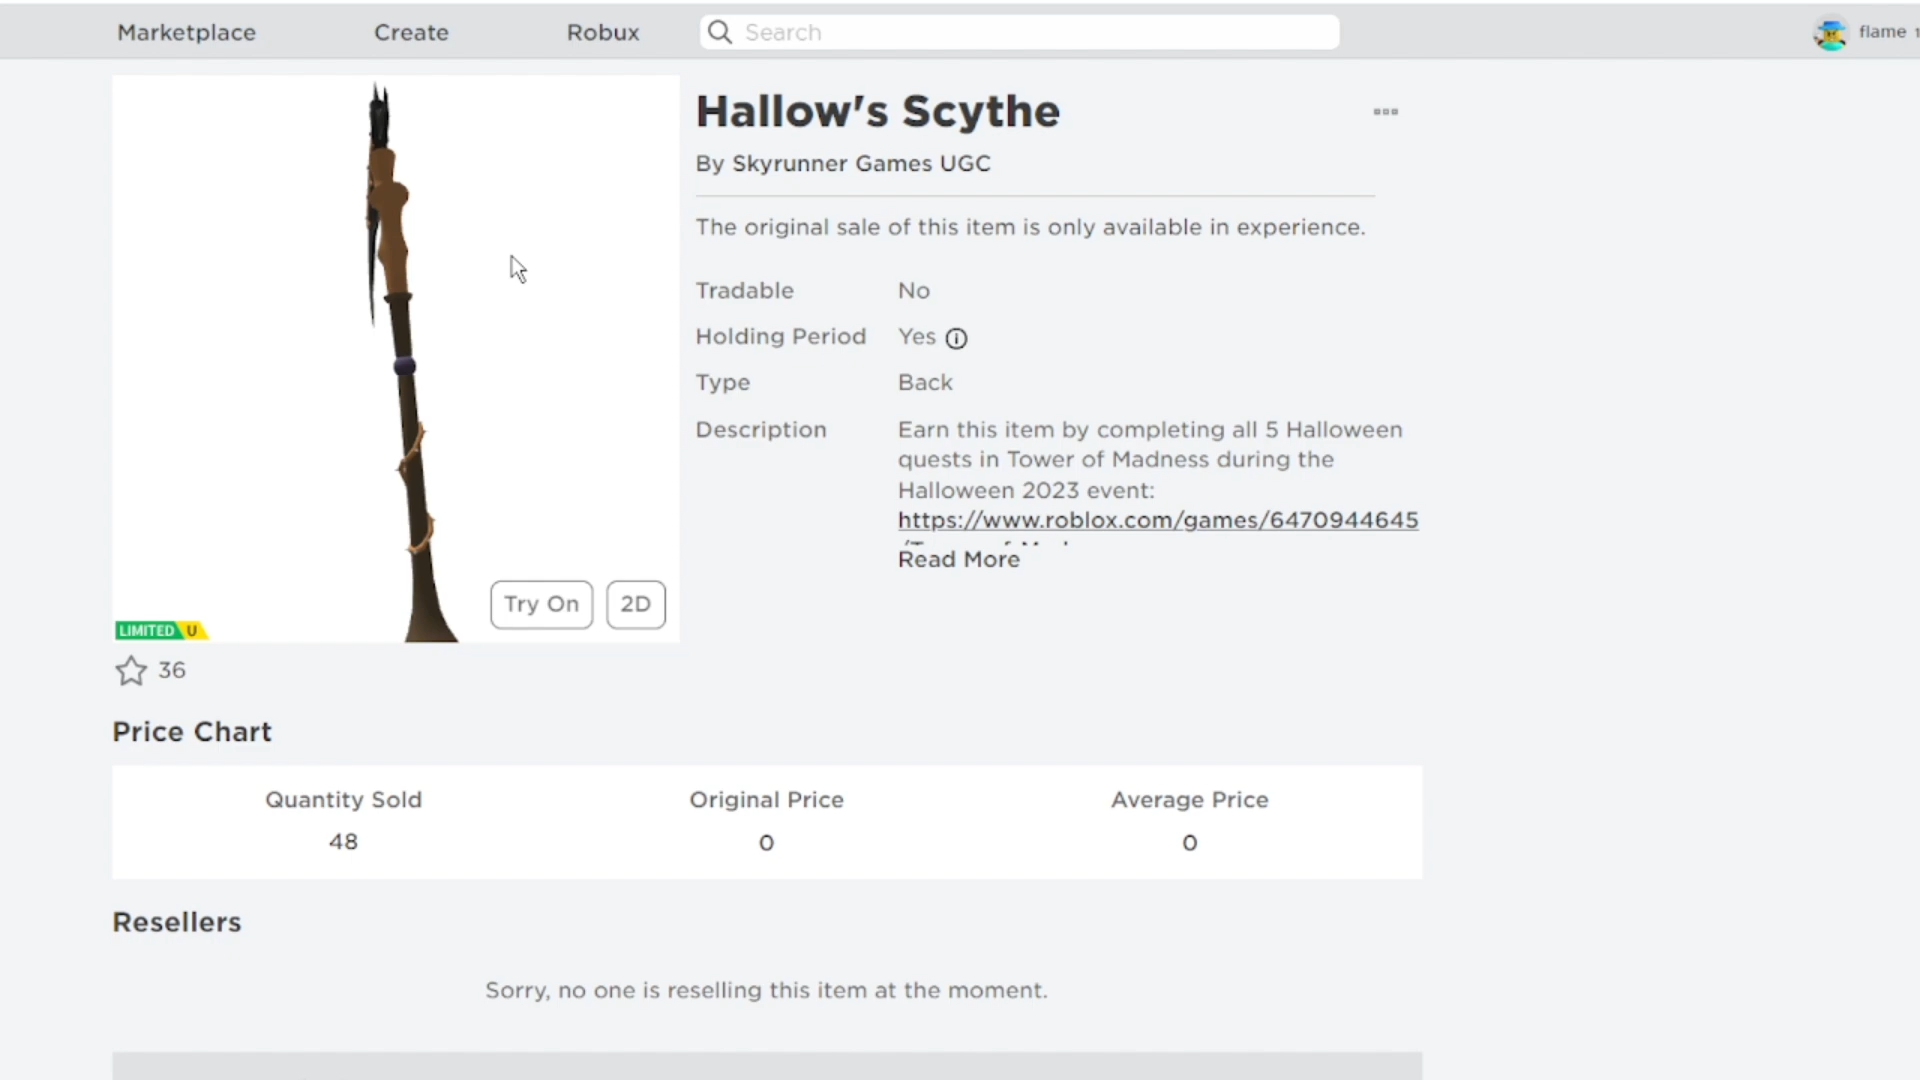 Marketplace
Create
Robux
Search
flame
Hallow's Scythe
By Skyrunner Games UGC
The original sale of this item is only available in experience.
Tradable No
Holding Period Yes
Type Back
Description Earn this item by completing all 5 Halloween
quests in Tower of Madness during the
Halloween 2023 event:
https://www.roblox.com/games/6470944645
Read More
Try On
2D
LIMITED U
36
Price Chart
Quantity Sold
Original Price
Average Price
48
0
0
Resellers
Sorry, no one is reselling this item at the moment.